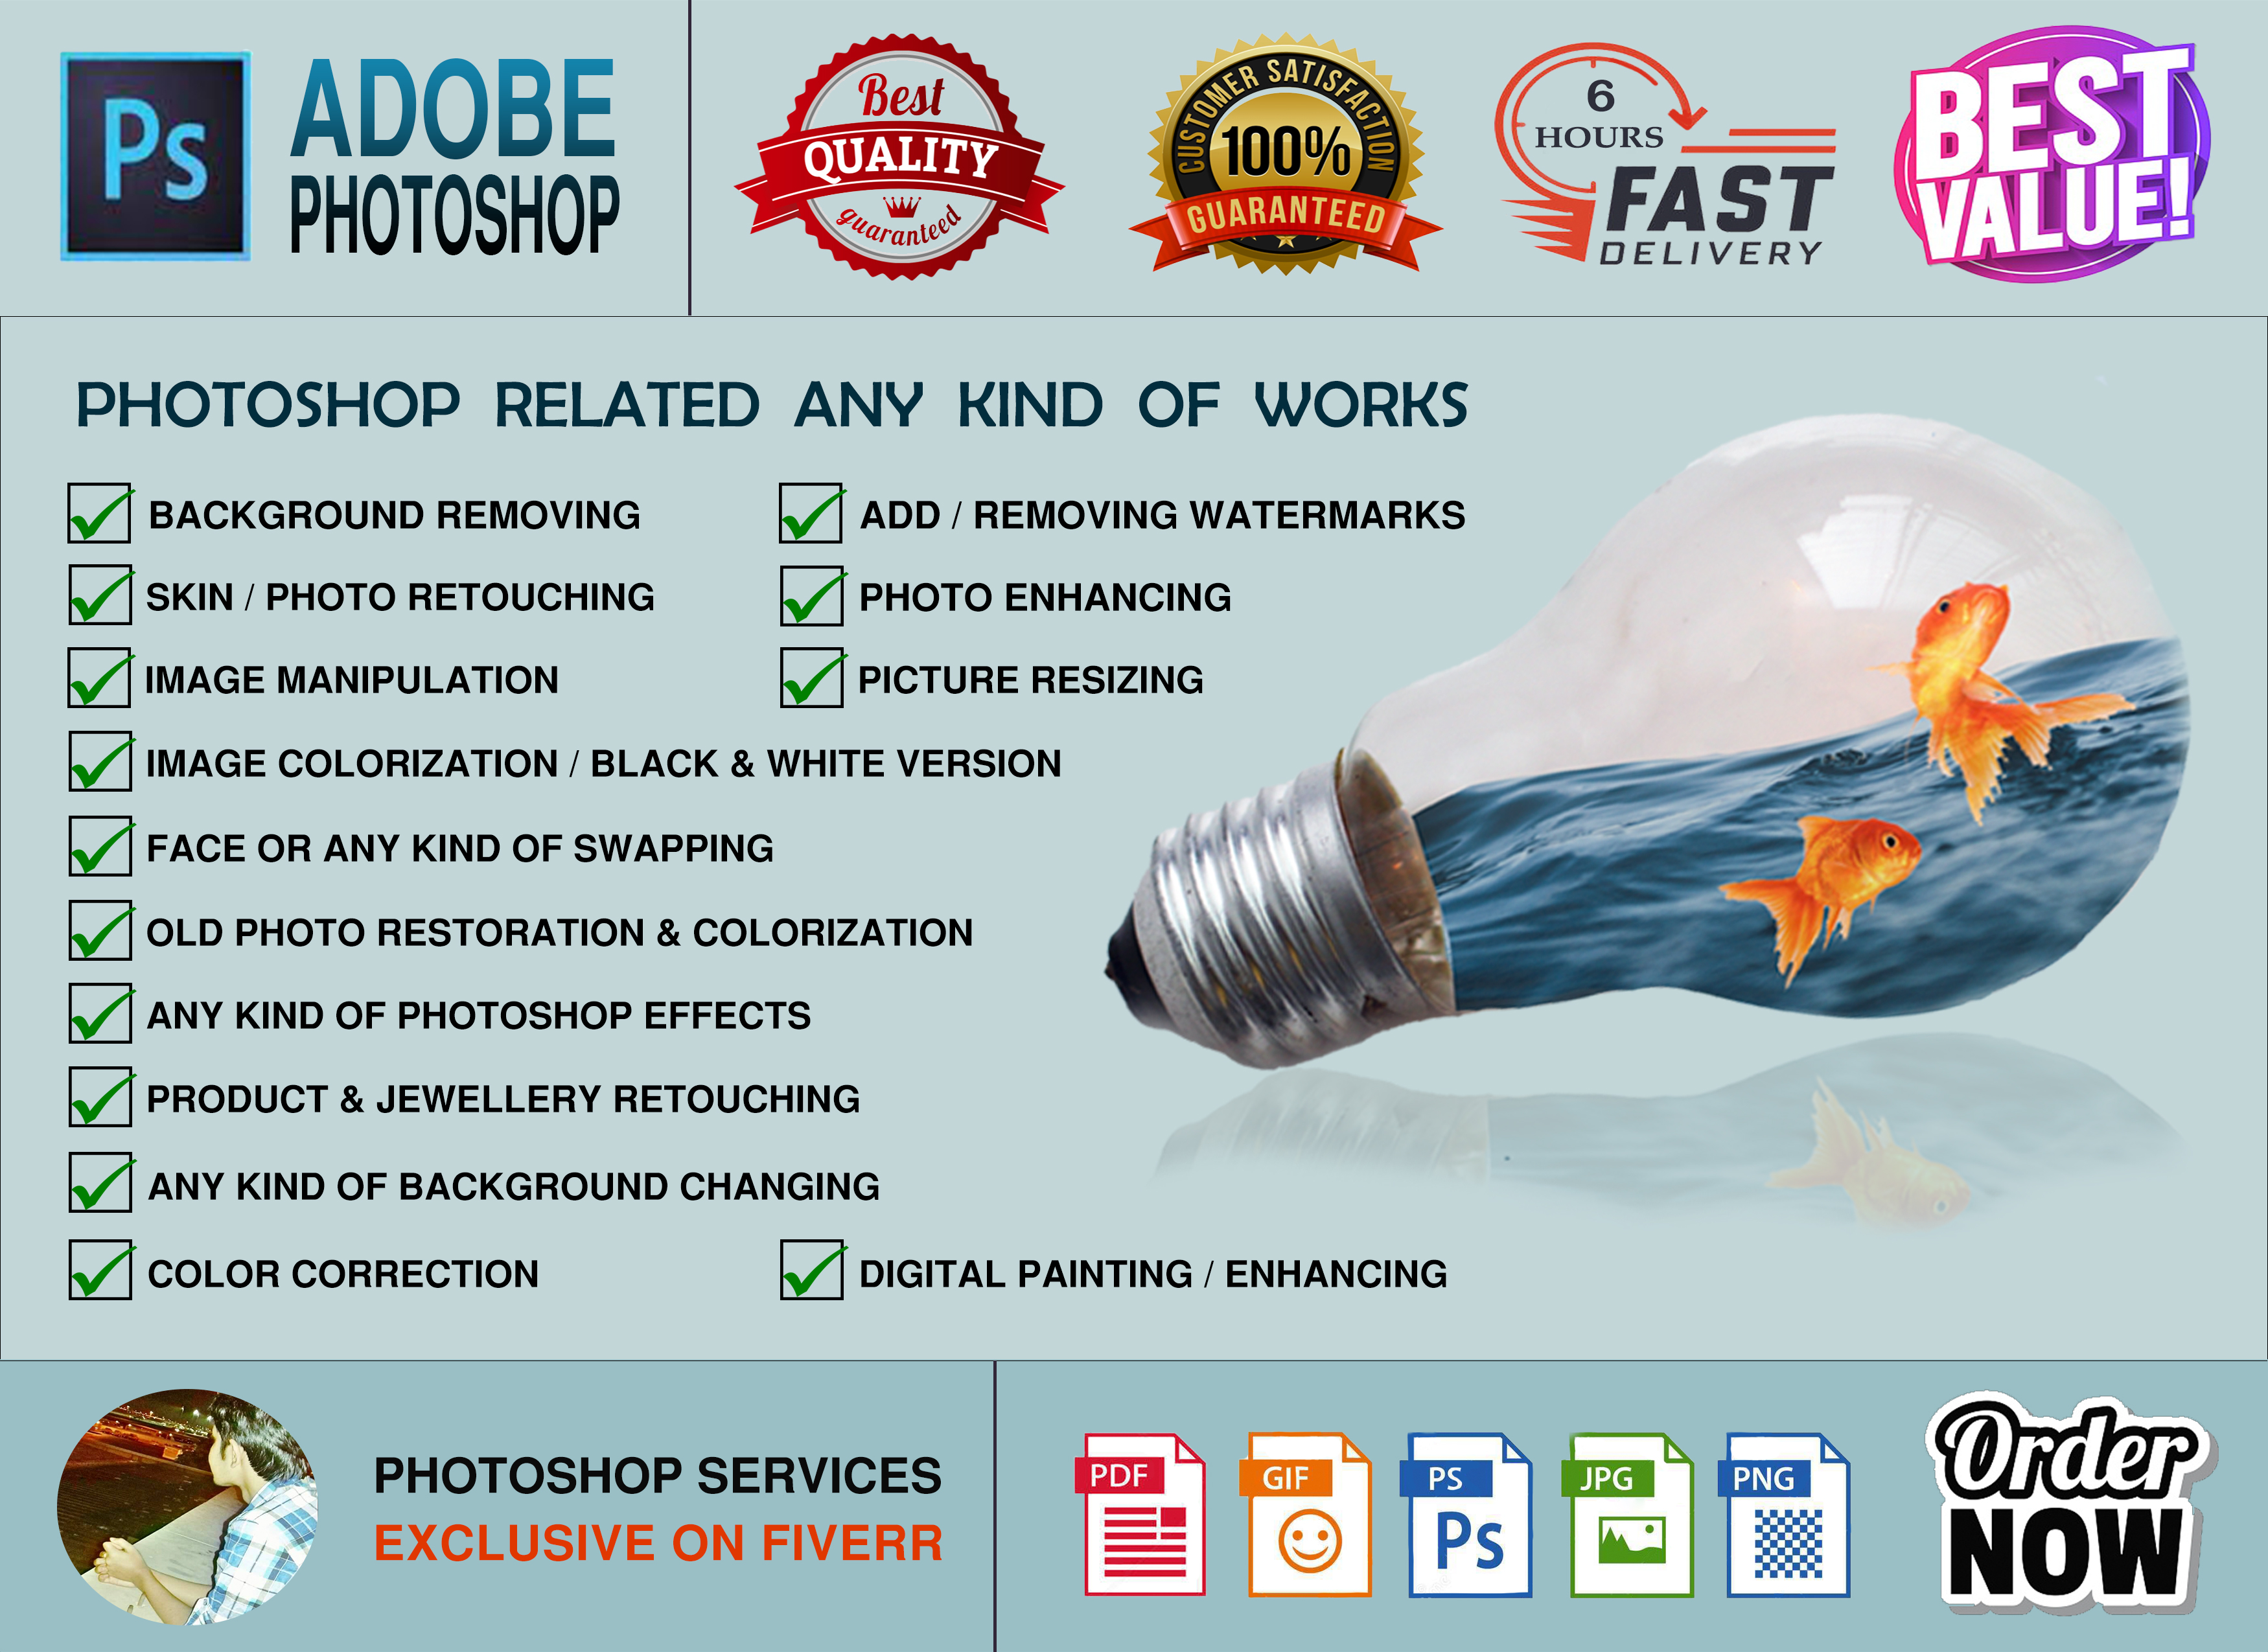 Ps
ADOBE
PHOTOSHOP
Best
QUALITY
guaranteed
CUSTOMER SATISFACTION
100%
GUARANTEED
6
HOURS
FAST
DELIVERY
BEST
VALUE!
PHOTOSHOP RELATED ANY KIND OF WORKS
BACKGROUND REMOVING
ADD / REMOVING WATERMARKS
SKIN / PHOTO RETOUCHING
PHOTO ENHANCING
IMAGE MANIPULATION
PICTURE RESIZING
IMAGE COLORIZATION / BLACK & WHITE VERSION
FACE OR ANY KIND OF SWAPPING
OLD PHOTO RESTORATION & COLORIZATION
ANY KIND OF PHOTOSHOP EFFECTS
PRODUCT & JEWELLERY RETOUCHING
ANY KIND OF BACKGROUND CHANGING
COLOR CORRECTION
DIGITAL PAINTING / ENHANCING
PHOTOSHOP SERVICES
EXCLUSIVE ON FIVERR
PDF
GIF
PS
Ps
JPG
PNG
Order
NOW